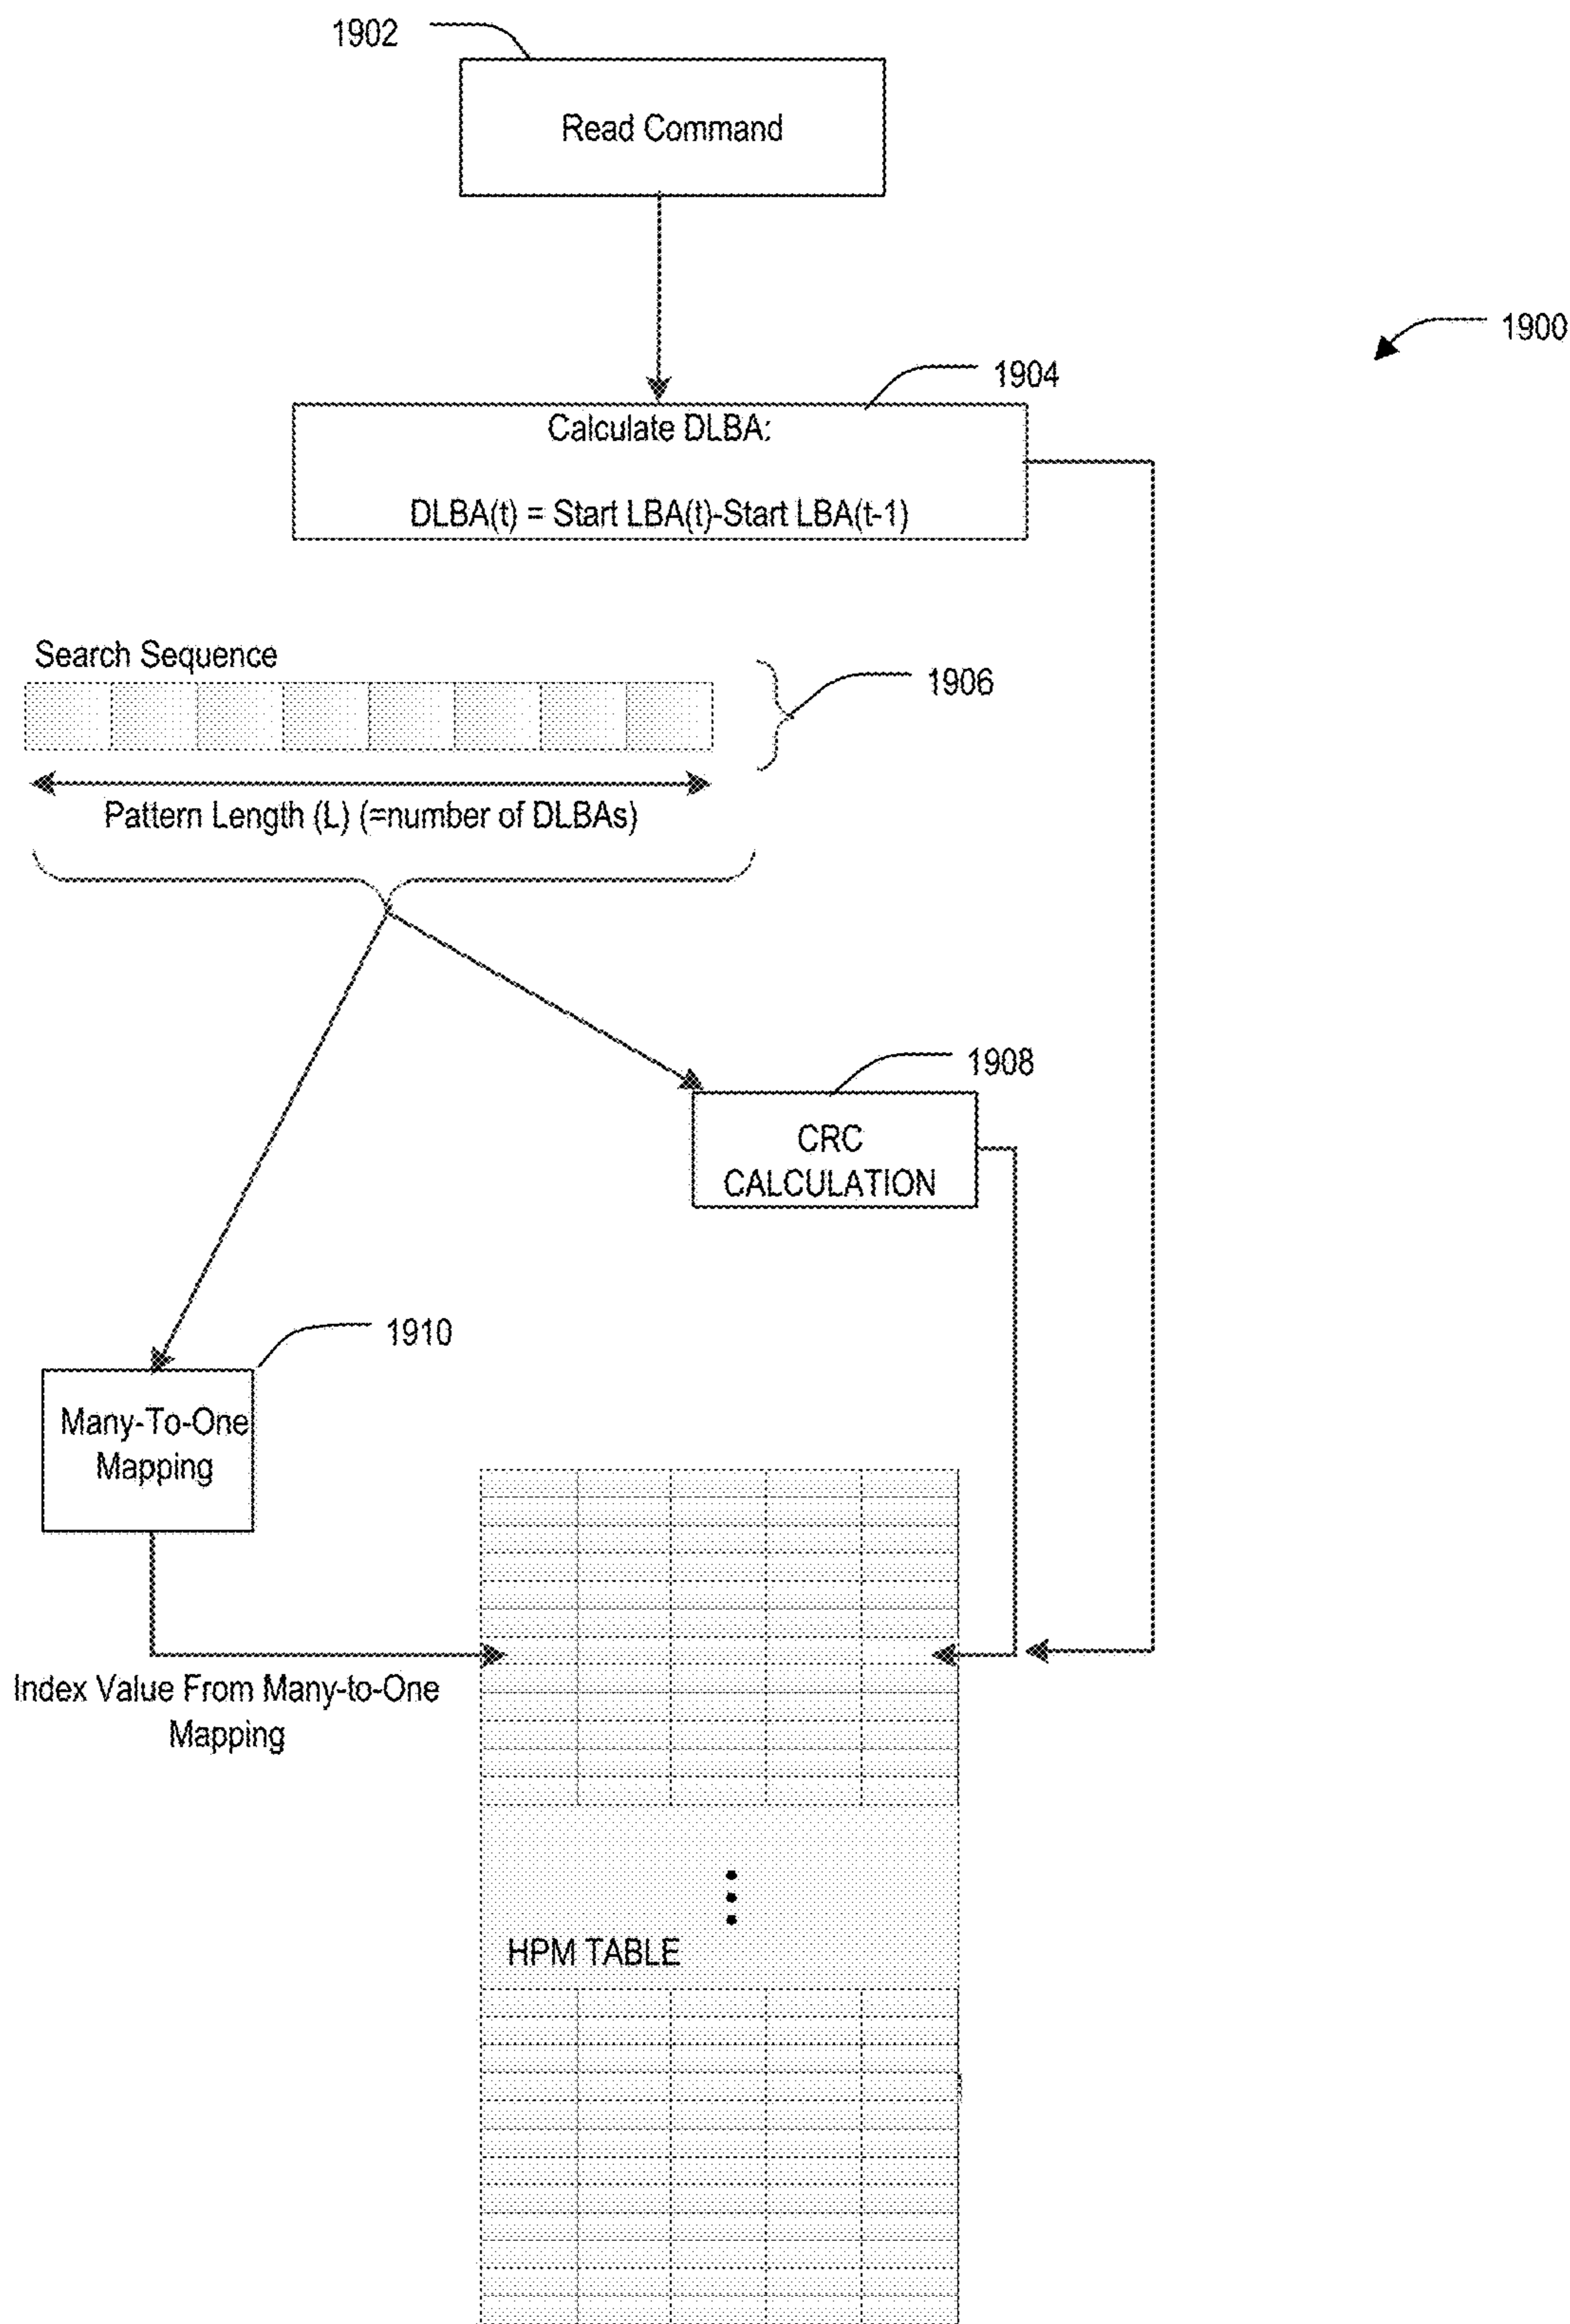 1902
Read Command
1900
1904
Calculate DLBA:
DLBA(t) = Start LBA(t)-Start LBA(t-1)
Search Sequence
1906
Pattern Length (L) (=number of DLBAs)
1908
CRC
CALCULATION
1910
Many-To-One
Mapping
Index Value From Many-to-One
Mapping
HPM TABLE